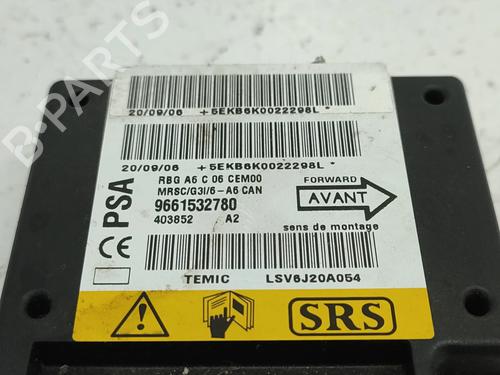 20/09/06 +5EKB6K0022298L *
20/09/06 +5EKB6K0022298L *
PSA
RBG A6 C 06 CEM00
MRSC/G3I/6-A6 CAN
9661532780
403852 A2
FORWARD
AVANT
sens de montage
CE
TEMIC LSV6J20A054
SRS
B-PARTS